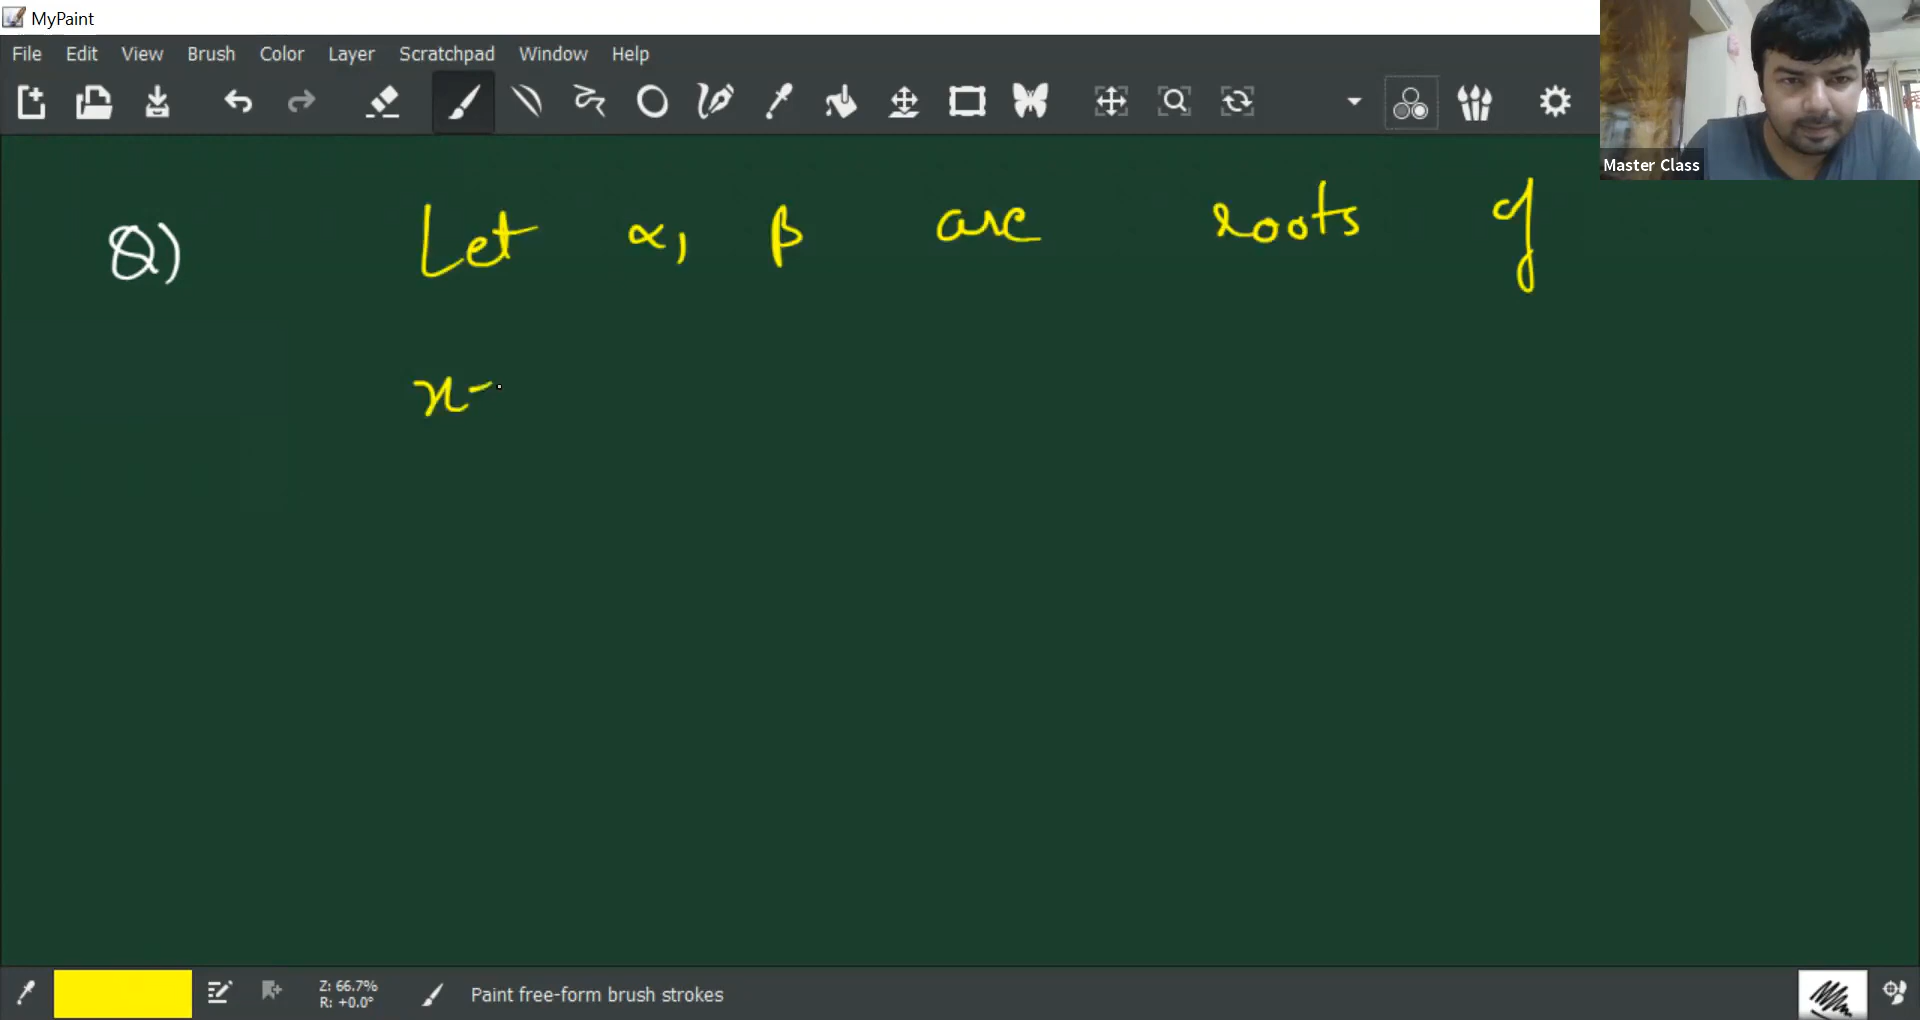 MyPaint
File Edit View Brush Color Layer Scratchpad Window Help
Master Class
Q) Let α, β are roots of
x-
Z: 66.7%
R: +0.0°
Paint free-form brush strokes